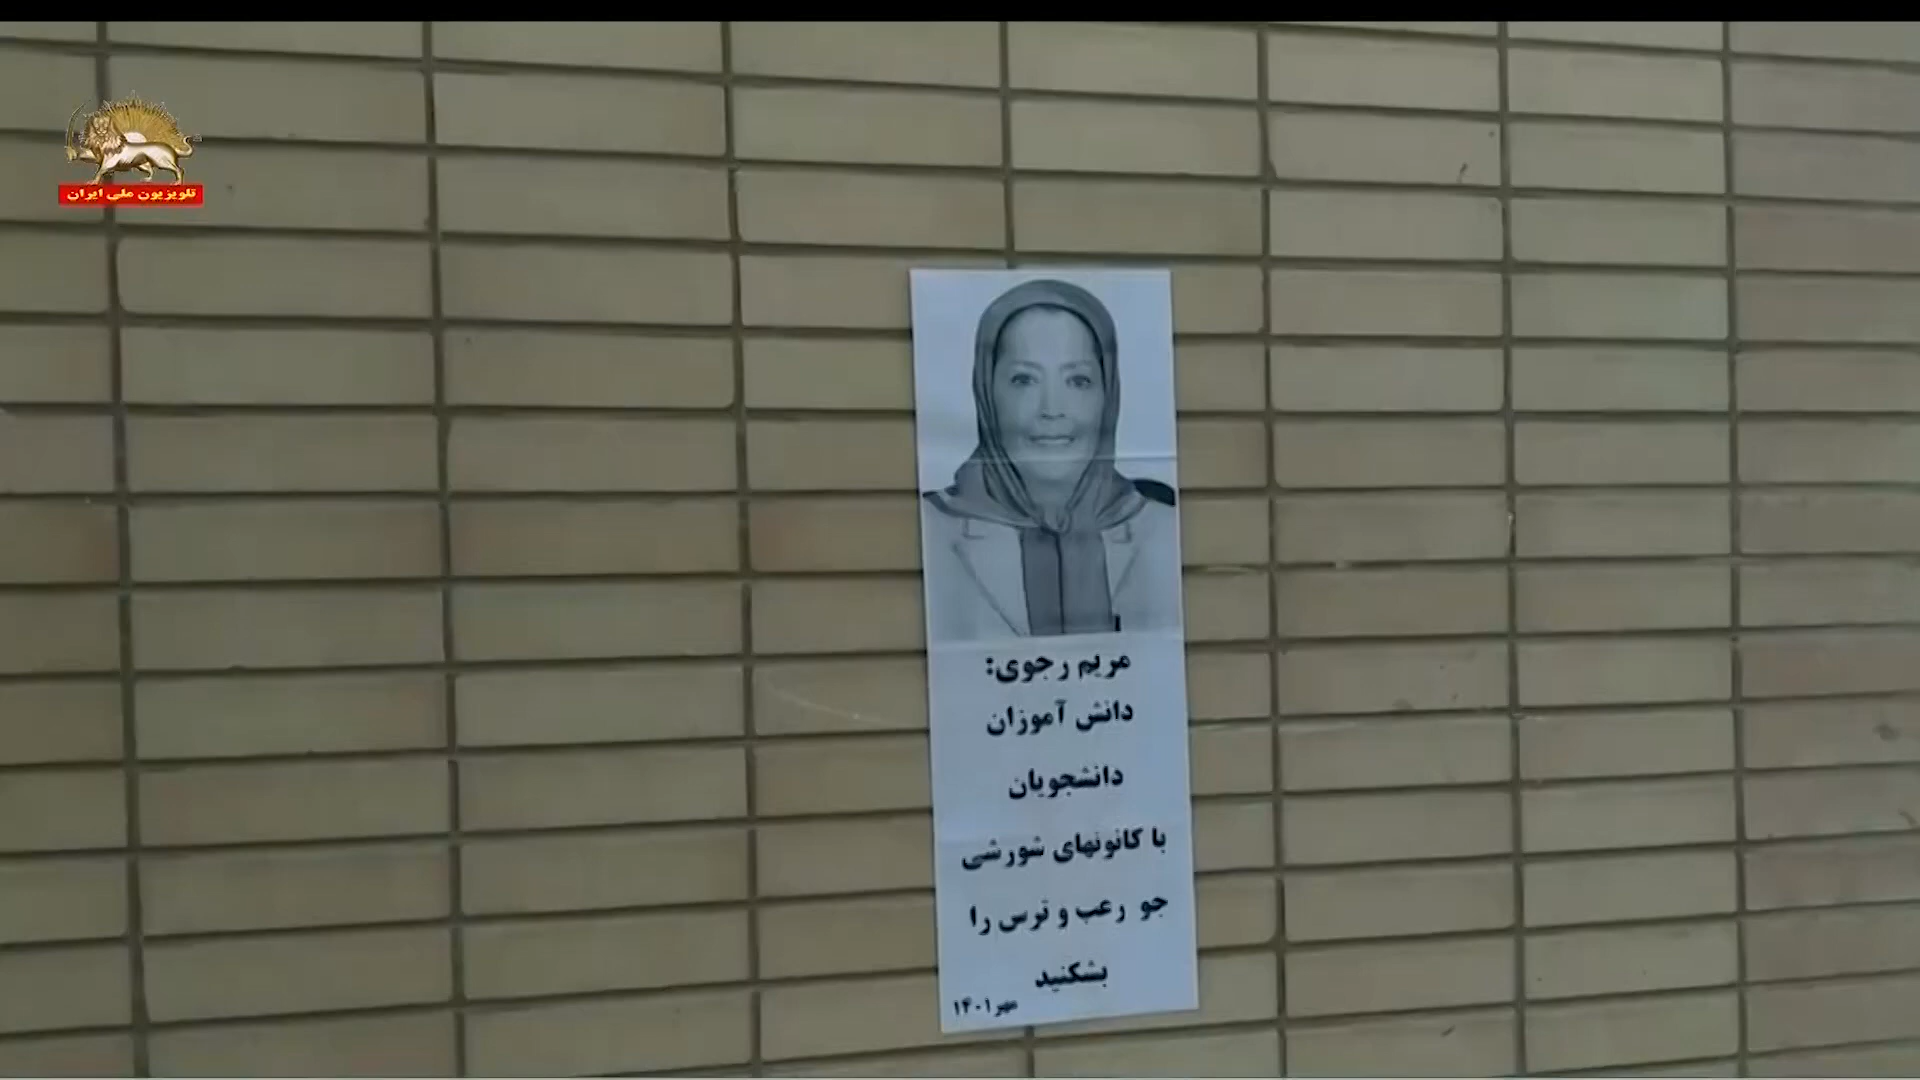 تلویزیون ملی ایران
مریم رجوی:
دانش آموزان
دانشجویان
با کانونهای شورشی
جو رعب و ترس را
بشکنید
مهر ۱۴۰۱